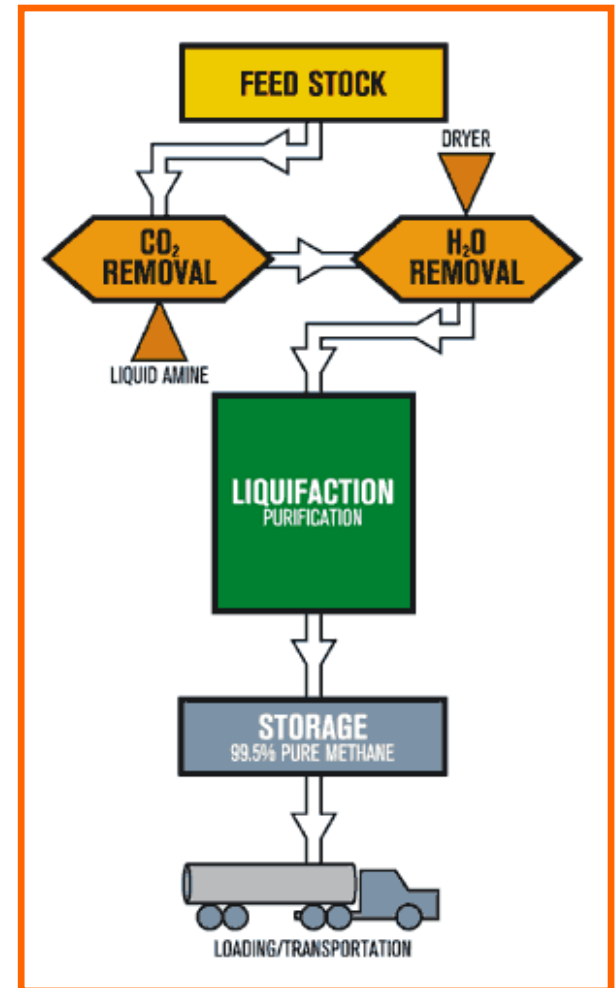 FEED STOCK
DRYER
CO₂
REMOVAL
H₂O
REMOVAL
LIQUID AMINE
LIQUIFACTION
PURIFICATION
STORAGE
99.5% PURE METHANE
LOADING/TRANSPORTATION